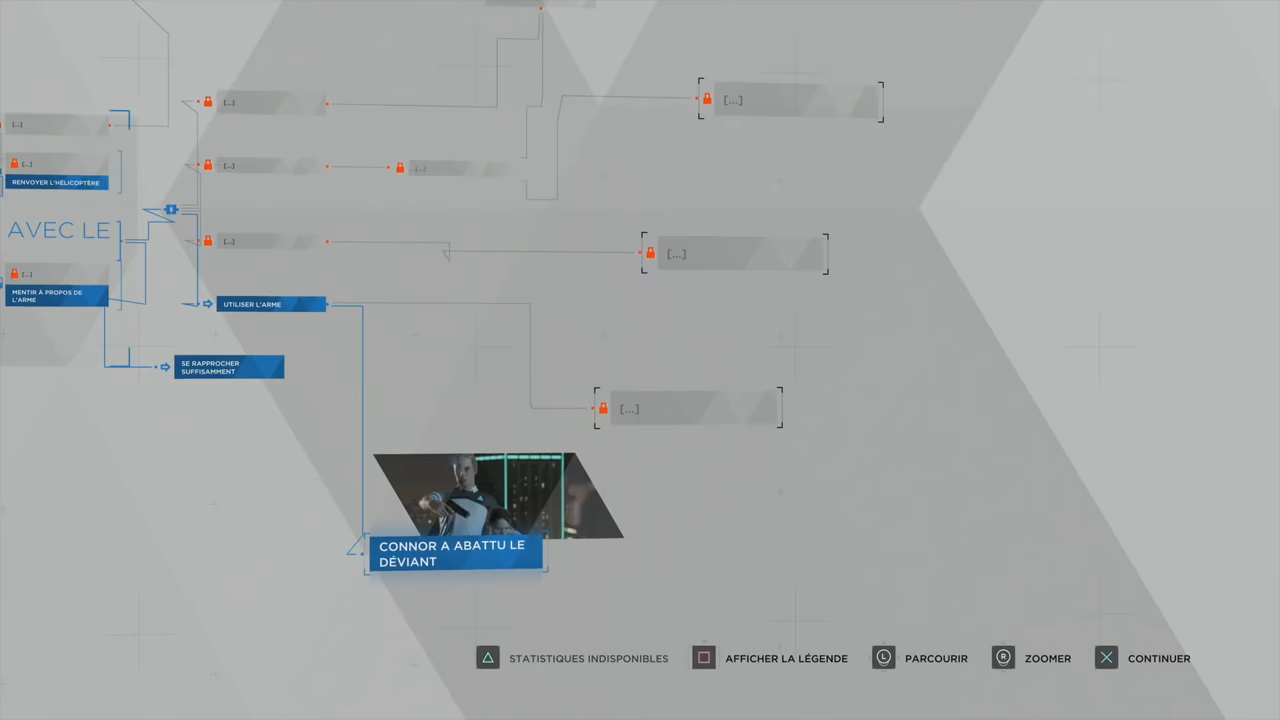 [...]
[...]
[...]
[...]
[...]
[...]
[...]
RENVOYER L'HÉLICOPTÈRE
AVEC LE
[...]
[...]
[...]
MENTIR À PROPOS DE
L'ARME
UTILISER L'ARME
SE RAPPROCHER
SUFFISAMMENT
[...]
CONNOR A ABATTU LE
DÉVIANT
STATISTIQUES INDISPONIBLES
AFFICHER LA LÉGENDE
L
PARCOURIR
R
ZOOMER
CONTINUER